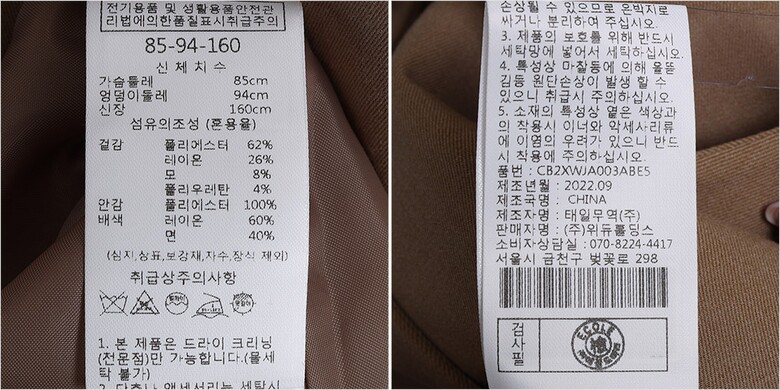 전기용품 및 생활용품안전관
리법에의한품질표시취급주의
85-94-160
신 체 치 수
가슴둘레 85cm
엉덩이둘레 94cm
신장 160cm
섬유의조성 (혼용율)
겉감 폴리에스터 62%
레이온 26%
모 8%
폴리우레탄 4%
안감 폴리에스터 100%
배색 레이온 60%
면 40%
(심지,상표,보강재,자수,장식 제외)
취급상주의사항
1. 본 제품은 드라이 크리닝
(전문점)만 가능합니다.(물세
탁 불가)
2. 단추나 액세서리는 세탁시
손상될 수 있으므로 은박지로
싸거나 분리하여 주십시오.
3. 제품의 보호를 위해 반드시
세탁망에 넣어서 세탁하십시오.
4. 특성상 마찰등에 의해 올뜯
김등 원단손상이 발생 할 수
있으니 취급시 주의하십시오.
5. 소재의 특성상 옅은 색상과
의 착용시 이너와 악세사리류
에 이염의 우려가 있으니 반드
시 착용에 주의하십시오.
품번 : CB2XWJA003ABE5
제조년월 : 2022.09
제조국명 : CHINA
제조자명 : 태일무역(주)
판매자명 : (주)위듀홀딩스
소비자상담실 : 070-8224-4417
서울시 금천구 벚꽃로 298
검사필
ECOLE